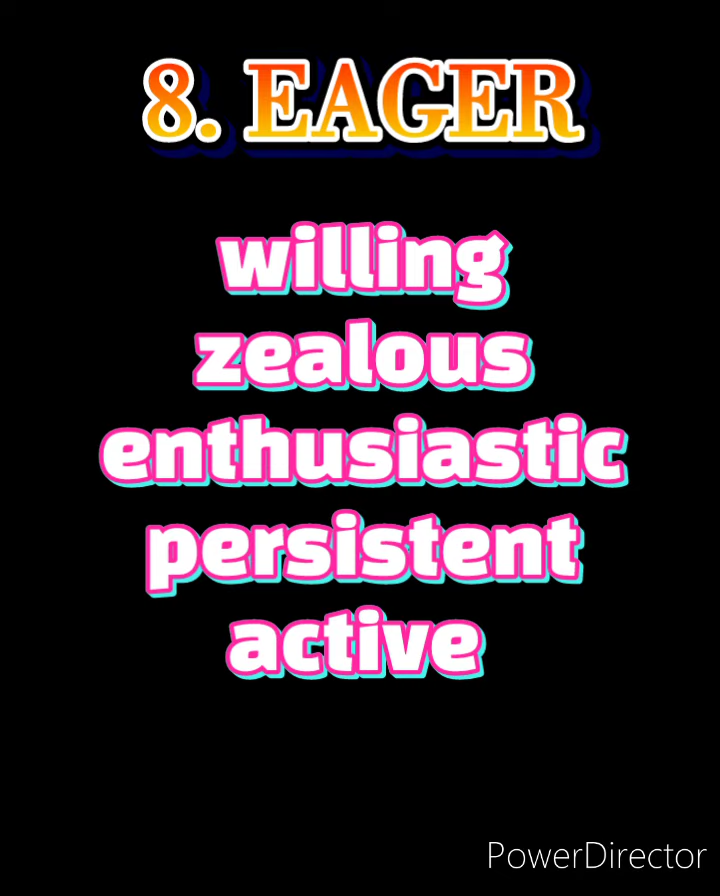 8. EAGER
willing
zealous
enthusiastic
persistent
active
PowerDirector